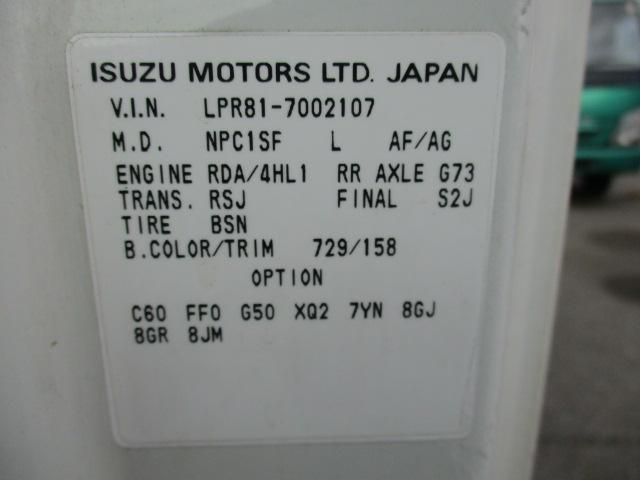 ISUZU MOTORS LTD. JAPAN
V.I.N. LPR81-7002107
M.D. NPC1SF L AF/AG
ENGINE RDA/4HL1 RR AXLE G73
TRANS. RSJ FINAL S2J
TIRE BSN
B.COLOR/TRIM 729/158
OPTION
C60 FF0 G50 XQ2 7YN 8GJ
8GR 8JM